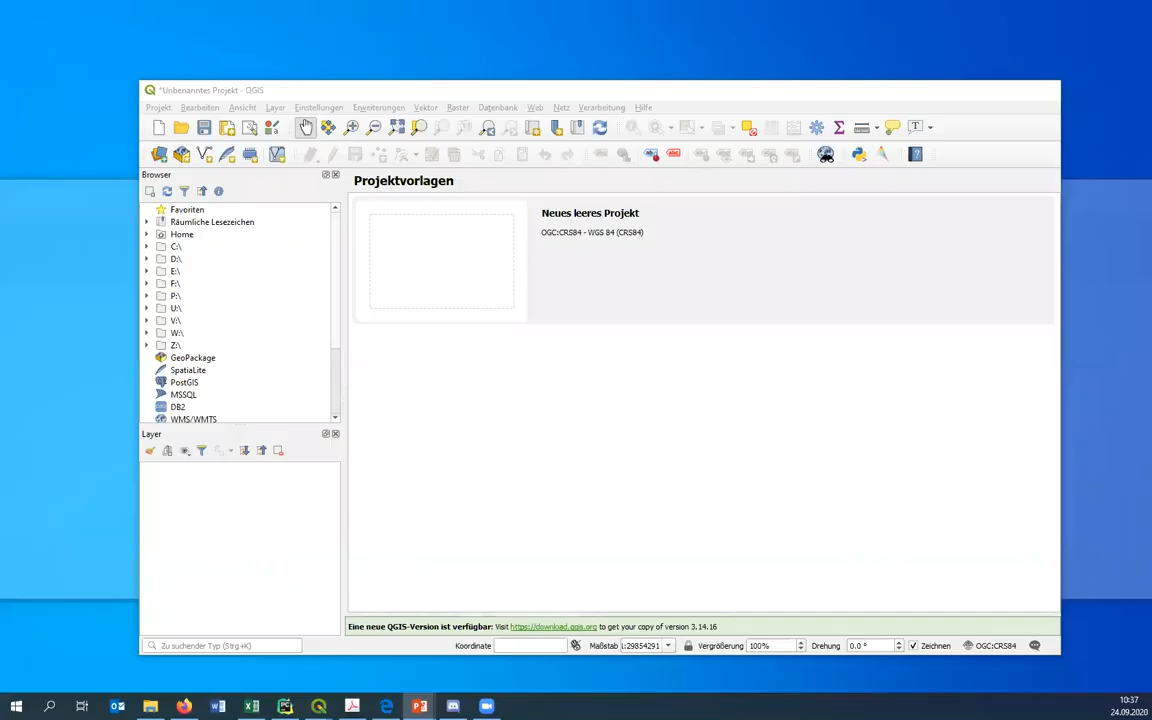 *Unbenanntes Projekt - QGIS
Projekt Bearbeiten Ansicht Layer Einstellungen Erweiterungen Vektor Raster Datenbank Web Netz Verarbeitung Hilfe
Browser
Projektvorlagen
Favoriten
Räumliche Lesezeichen
Home
C:\
D:\
E:\
F:\
P:\
U:\
V:\
W:\
Z:\
GeoPackage
SpatiaLite
PostGIS
MSSQL
DB2
WMS/WMTS
Neues leeres Projekt
OGC:CRS84 - WGS 84 (CRS84)
Layer
Eine neue QGIS-Version ist verfügbar: Visit https://download.qgis.org to get your copy of version 3.14.16
Zu suchender Typ (Strg+K) Koordinate Maßstab 1:29854291 Vergrößerung 100% Drehung 0.0 ° Zeichnen OGC:CRS84
10:37
24.09.2020